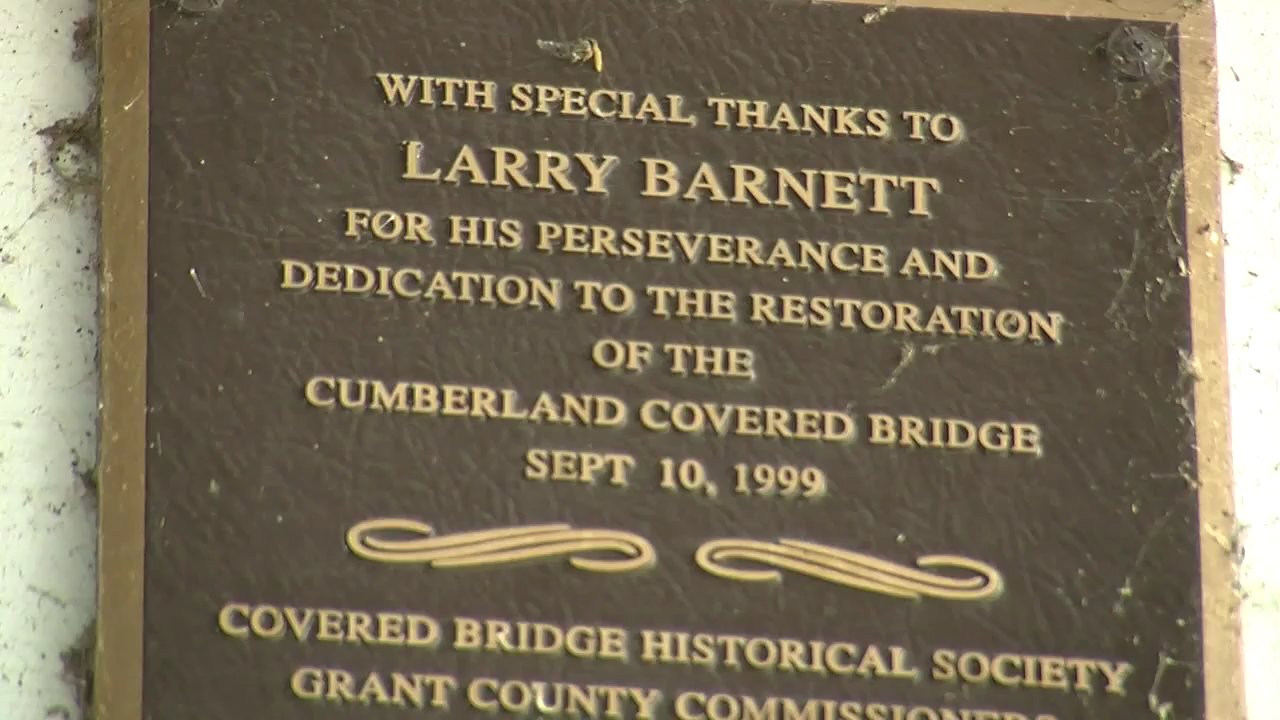 WITH SPECIAL THANKS TO
LARRY BARNETT
FOR HIS PERSEVERANCE AND
DEDICATION TO THE RESTORATION
OF THE
CUMBERLAND COVERED BRIDGE
SEPT 10, 1999
COVERED BRIDGE HISTORICAL SOCIETY
GRANT COUNTY COMMISSIONERS